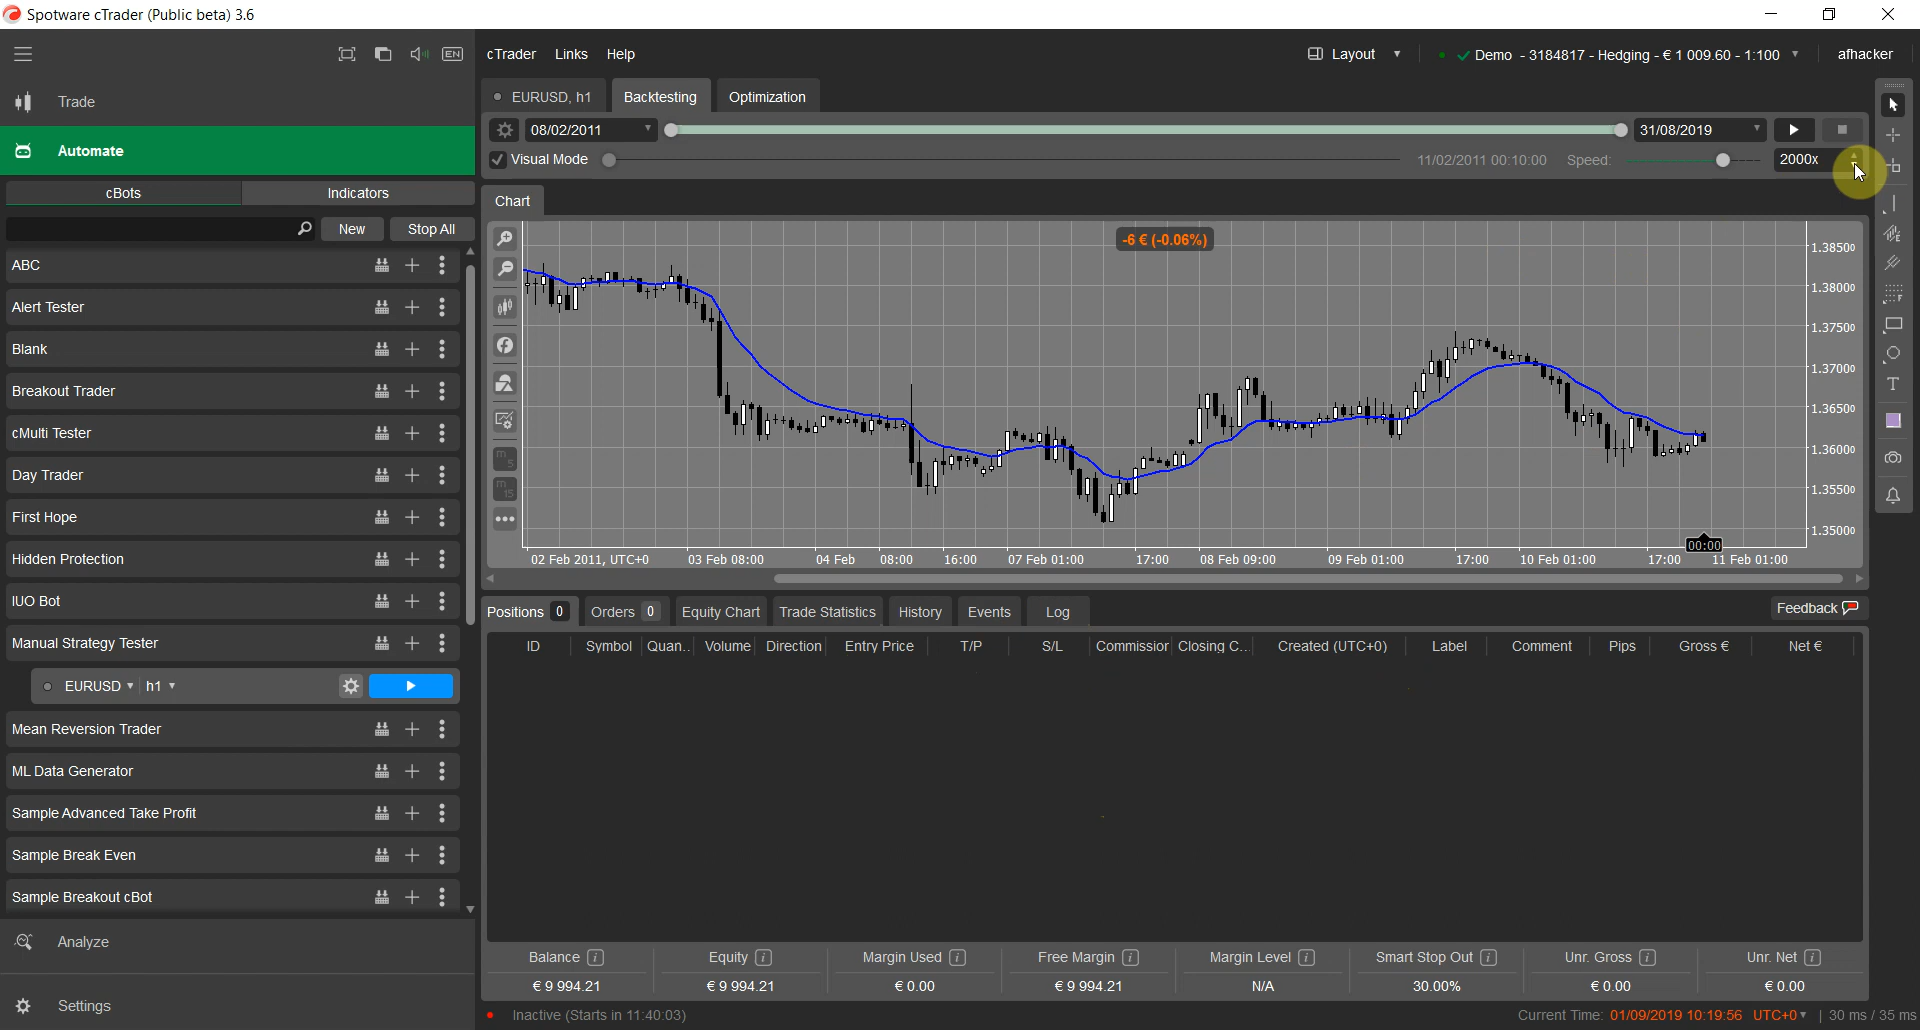 Spotware cTrader (Public beta) 3.6
EN
cTrader Links Help
Layout
Demo - 3184817 - Hedging - € 1 009.60 - 1:100
afhacker
Trade
Automate
cBots Indicators
New Stop All
ABC
Alert Tester
Blank
Breakout Trader
cMulti Tester
Day Trader
First Hope
Hidden Protection
IUO Bot
Manual Strategy Tester
EURUSD h1
Mean Reversion Trader
ML Data Generator
Sample Advanced Take Profit
Sample Break Even
Sample Breakout cBot
Analyze
Settings
EURUSD, h1 Backtesting Optimization
08/02/2011 31/08/2019
Visual Mode 11/02/2011 00:10:00 Speed: 2000x
Chart
-6 € (-0.06%)
1.38500
1.38000
1.37500
1.37000
1.36500
1.36000
1.35500
1.35000
m 5
m 15
T
00:00
02 Feb 2011, UTC+0 03 Feb 08:00 04 Feb 08:00 16:00 07 Feb 01:00 17:00 08 Feb 09:00 09 Feb 01:00 17:00 10 Feb 01:00 17:00 11 Feb 01:00
Positions 0 Orders 0 Equity Chart Trade Statistics History Events Log
Feedback
ID Symbol Quan... Volume Direction Entry Price T/P S/L Commission Closing C... Created (UTC+0) Label Comment Pips Gross € Net €
Balance Equity Margin Used Free Margin Margin Level Smart Stop Out Unr. Gross Unr. Net
€ 9 994.21 € 9 994.21 € 0.00 € 9 994.21 N/A 30.00% € 0.00 € 0.00
Inactive (Starts in 11:40:03)
Current Time: 01/09/2019 10:19:56 UTC+0 30 ms / 35 ms